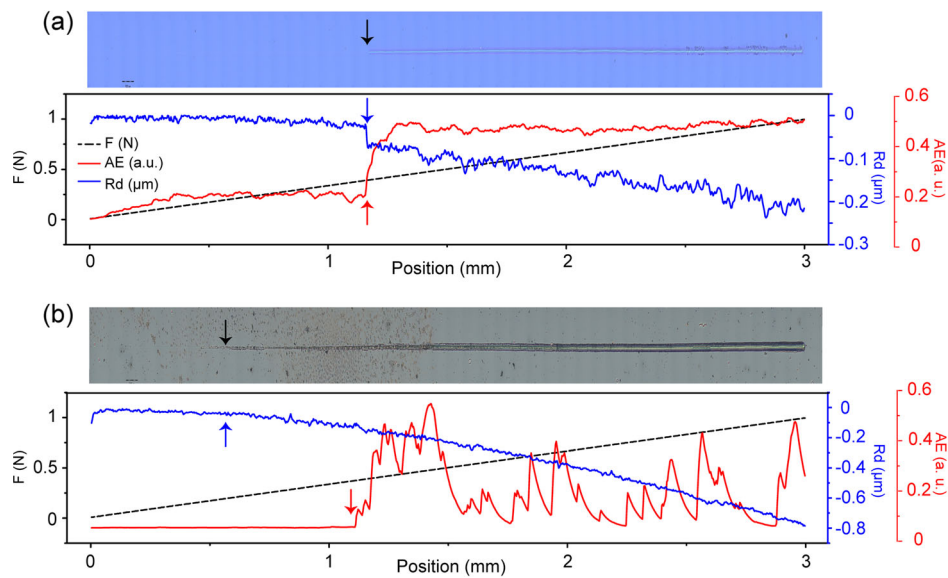 (a)
F (N)
1
0.5
0
F (N)
AE (a.u.)
Rd (μm)
0
-0.1
-0.2
-0.3
Rd (μm)
0.6
0.4
0.2
0
AE(a. u.)
0
1
2
3
Position (mm)
(b)
F (N)
1
0.5
0
0
-0.2
-0.4
-0.6
-0.8
Rd (μm)
0.6
0.4
0.2
0
AE (a. u.)
0
1
2
3
Position (mm)